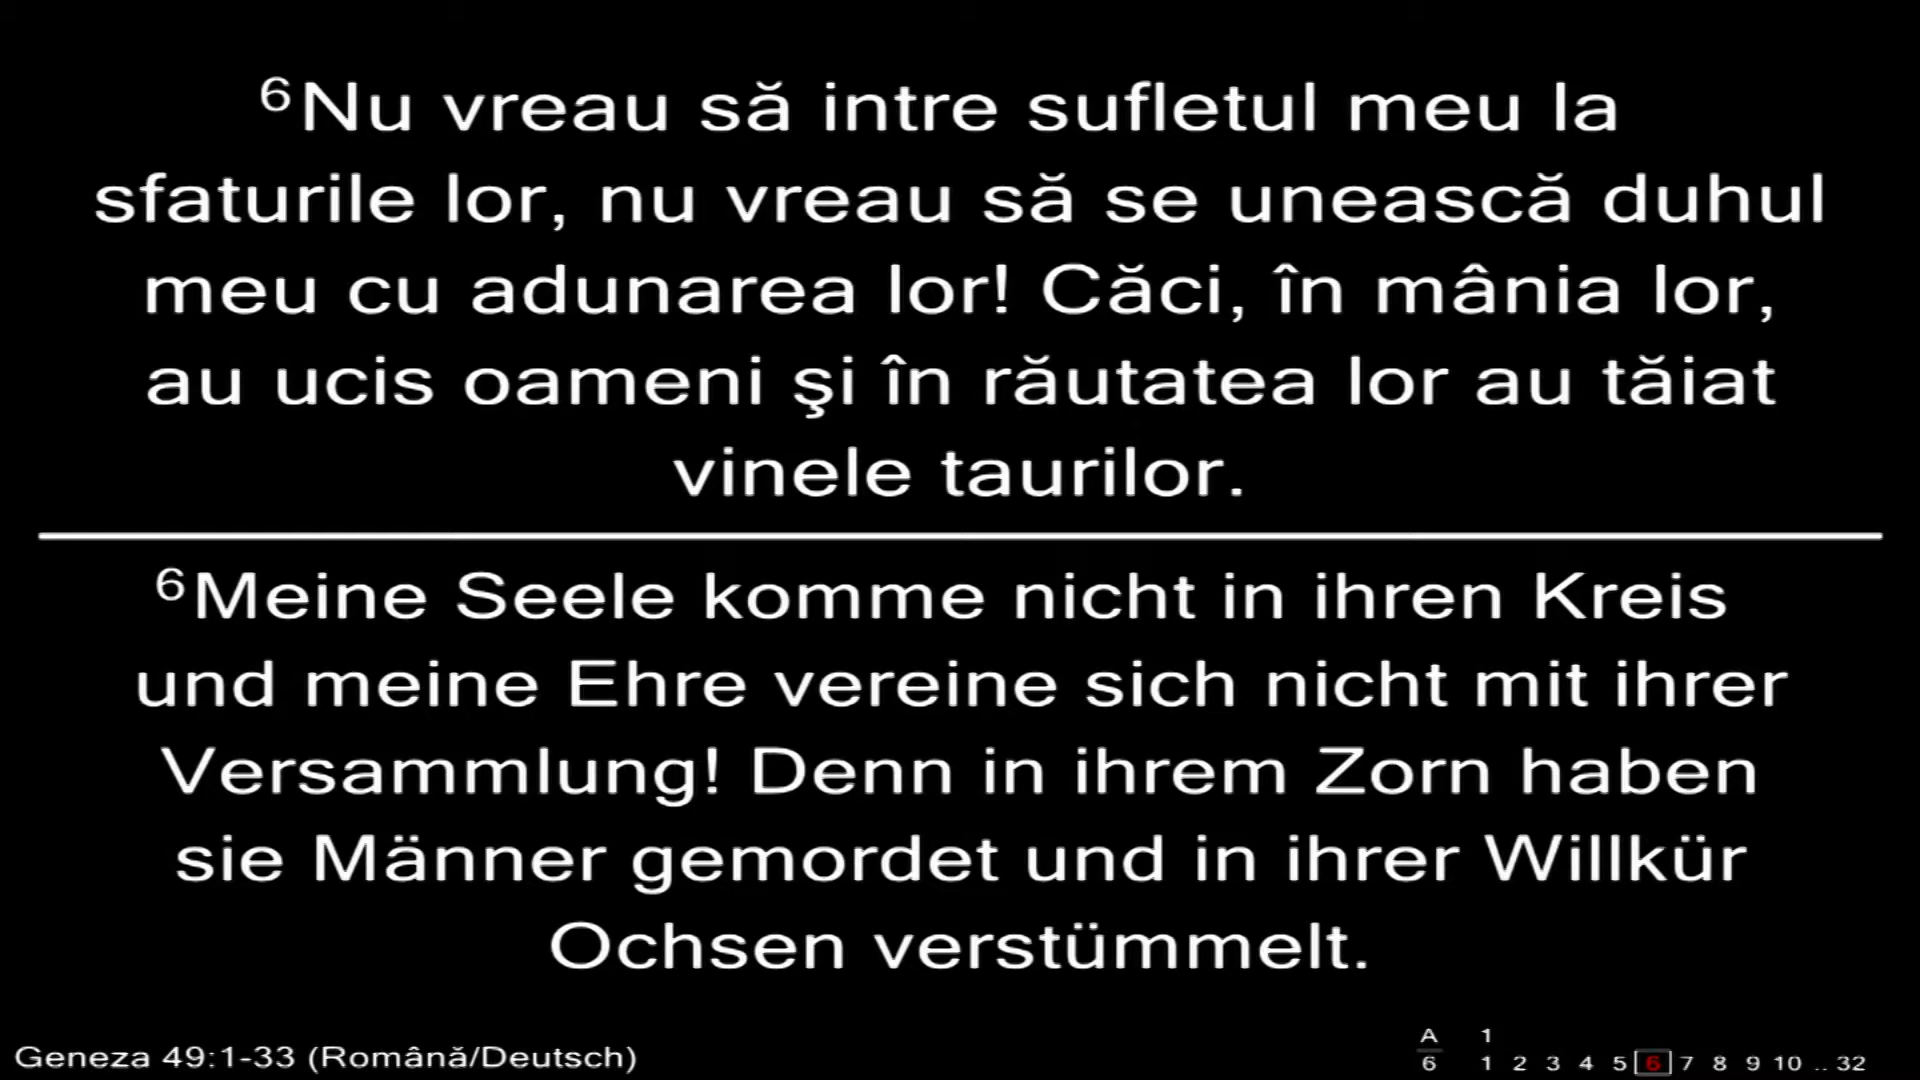 ⁶Nu vreau să intre sufletul meu la
sfaturile lor, nu vreau să se unească duhul
meu cu adunarea lor! Căci, în mânia lor,
au ucis oameni şi în răutatea lor au tăiat
vinele taurilor.
⁶Meine Seele komme nicht in ihren Kreis
und meine Ehre vereine sich nicht mit ihrer
Versammlung! Denn in ihrem Zorn haben
sie Männer gemordet und in ihrer Willkür
Ochsen verstümmelt.
Geneza 49:1-33 (Română/Deutsch)
A 1
6 1 2 3 4 5 6 7 8 9 10 .. 32